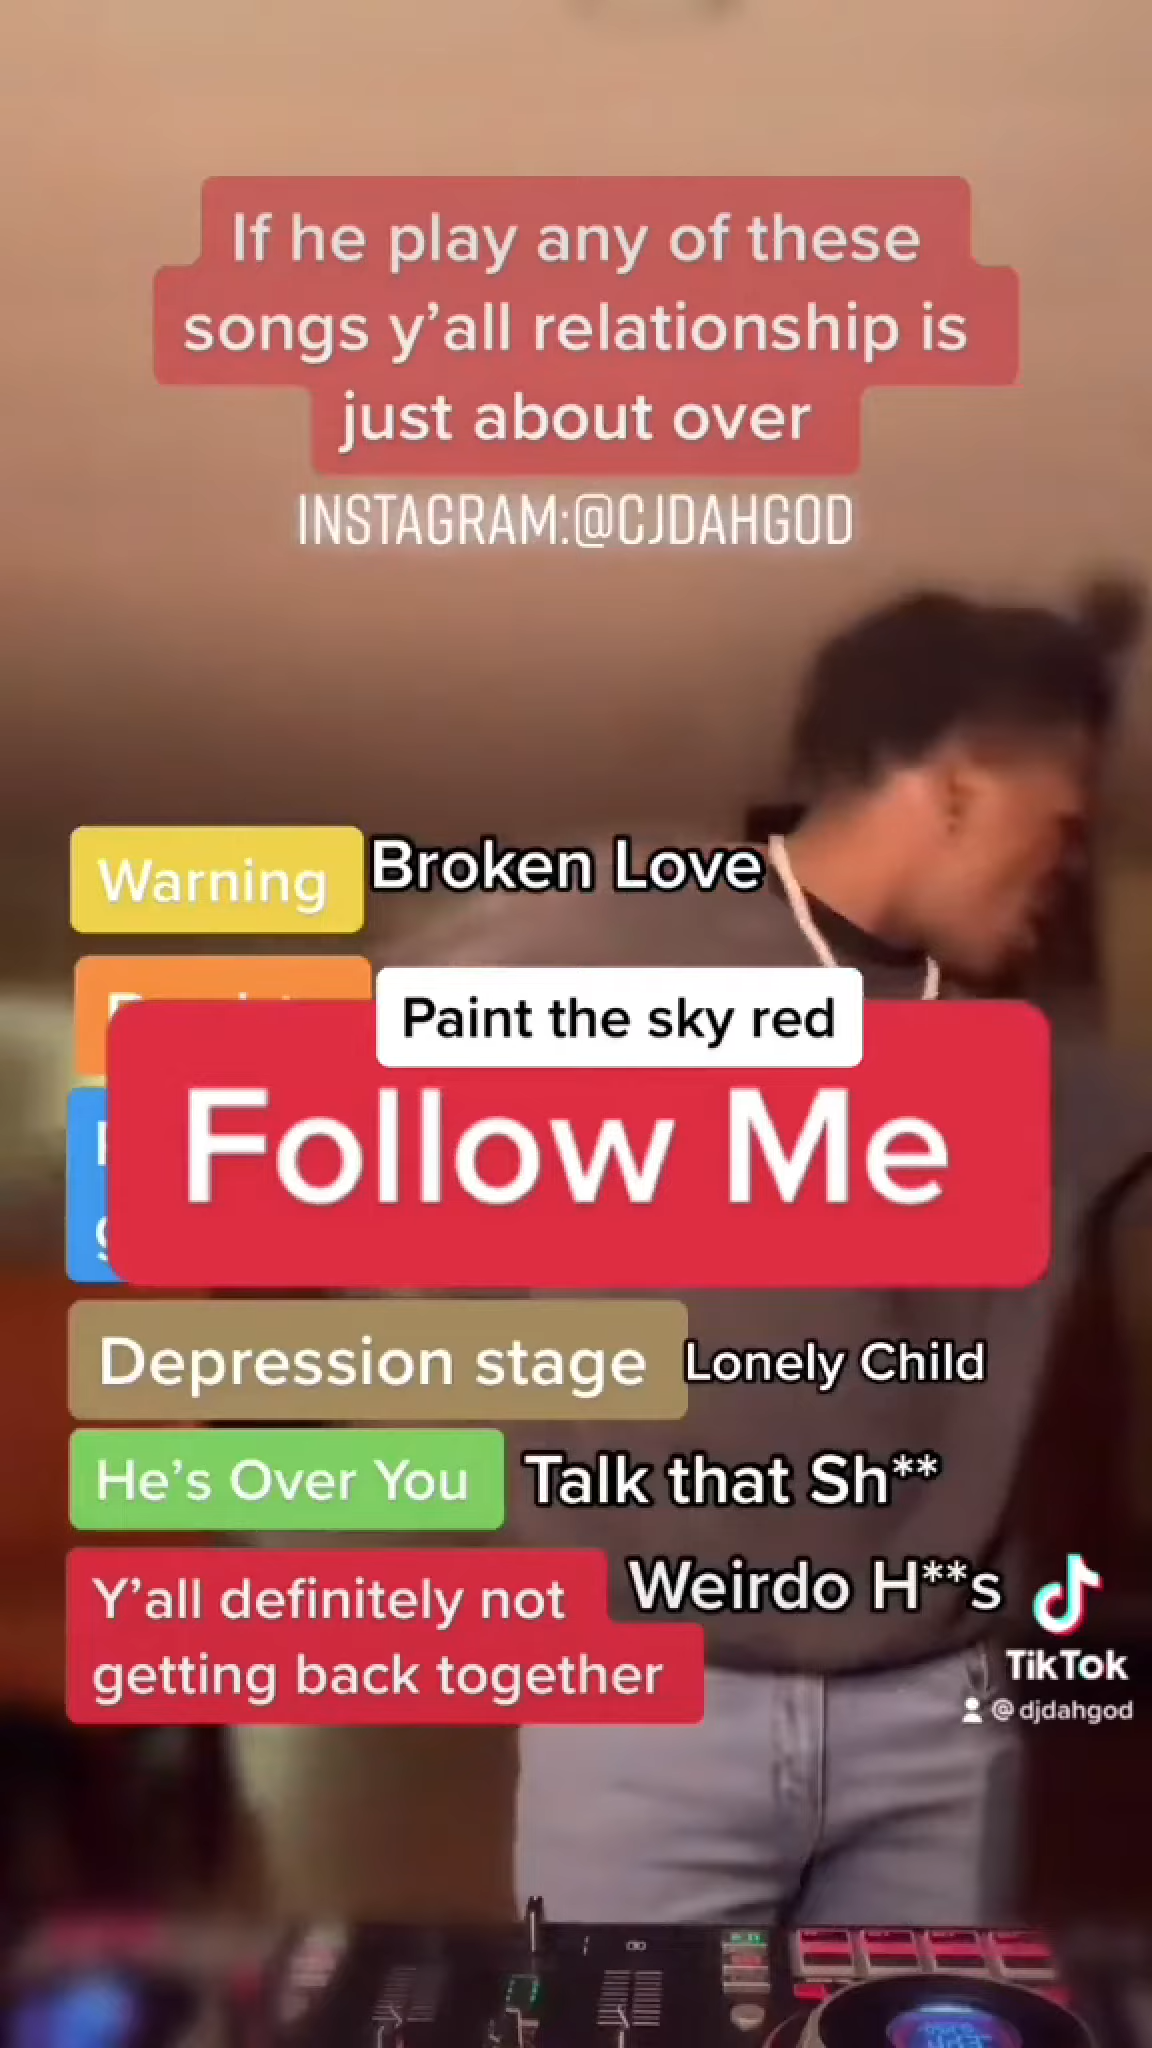 If he play any of these
songs y'all relationship is
just about over
INSTAGRAM:@CJDAHGOD
Warning
Broken Love
Paint the sky red
Follow Me
Depression stage
Lonely Child
He's Over You
Talk that Sh**
Y'all definitely not
getting back together
Weirdo H**s
TikTok
@djdahgod